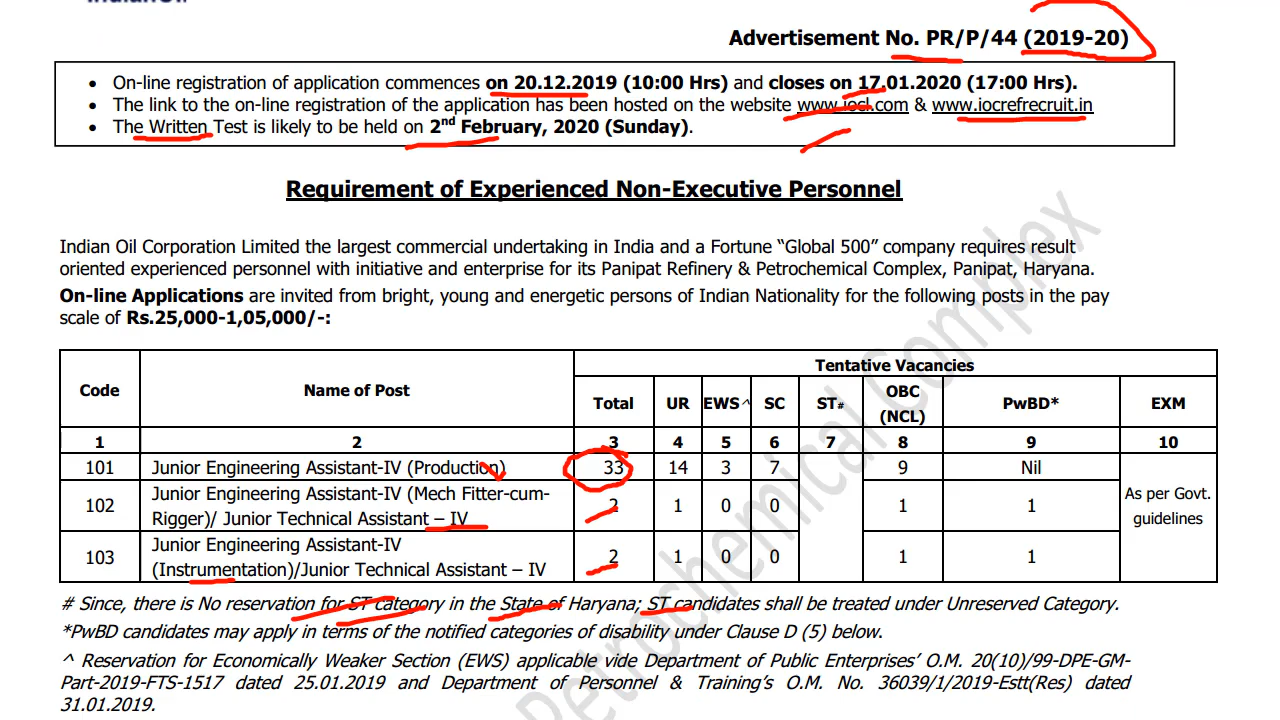 IndianOil
Advertisement No. PR/P/44 (2019-20)
• On-line registration of application commences on 20.12.2019 (10:00 Hrs) and closes on 17.01.2020 (17:00 Hrs).
• The link to the on-line registration of the application has been hosted on the website www.iocl.com & www.iocrefrecruit.in
• The Written Test is likely to be held on 2nd February, 2020 (Sunday).
Requirement of Experienced Non-Executive Personnel
Indian Oil Corporation Limited the largest commercial undertaking in India and a Fortune “Global 500” company requires result
oriented experienced personnel with initiative and enterprise for its Panipat Refinery & Petrochemical Complex, Panipat, Haryana.
On-line Applications are invited from bright, young and energetic persons of Indian Nationality for the following posts in the pay
scale of Rs.25,000-1,05,000/-:
Code Name of Post Tentative Vacancies
Total UR EWS^ SC ST# OBC (NCL) PwBD* EXM
1 2 3 4 5 6 7 8 9 10
101 Junior Engineering Assistant-IV (Production) 33 14 3 7 9 Nil As per Govt. guidelines
102 Junior Engineering Assistant-IV (Mech Fitter-cum-
Rigger)/ Junior Technical Assistant – IV 2 1 0 0 1 1
103 Junior Engineering Assistant-IV
(Instrumentation)/Junior Technical Assistant – IV 2 1 0 0 1 1
# Since, there is No reservation for ST category in the State of Haryana; ST candidates shall be treated under Unreserved Category.
*PwBD candidates may apply in terms of the notified categories of disability under Clause D (5) below.
^ Reservation for Economically Weaker Section (EWS) applicable vide Department of Public Enterprises’ O.M. 20(10)/99-DPE-GM-
Part-2019-FTS-1517 dated 25.01.2019 and Department of Personnel & Training’s O.M. No. 36039/1/2019-Estt(Res) dated
31.01.2019.
Petrochemical Complex